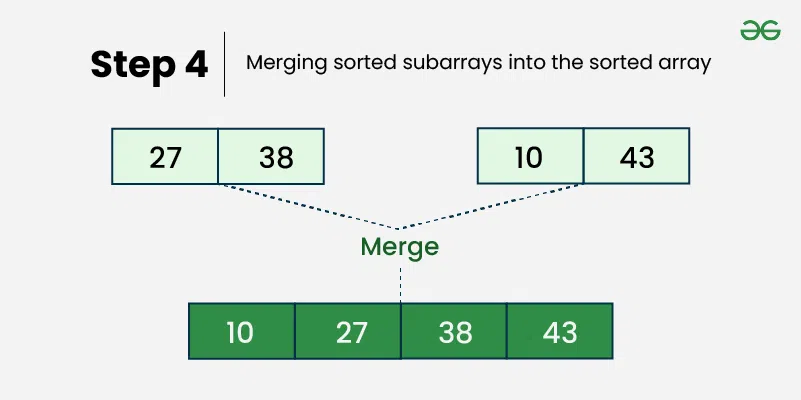 Step 4
Merging sorted subarrays into the sorted array
27 38
10 43
Merge
10 27 38 43